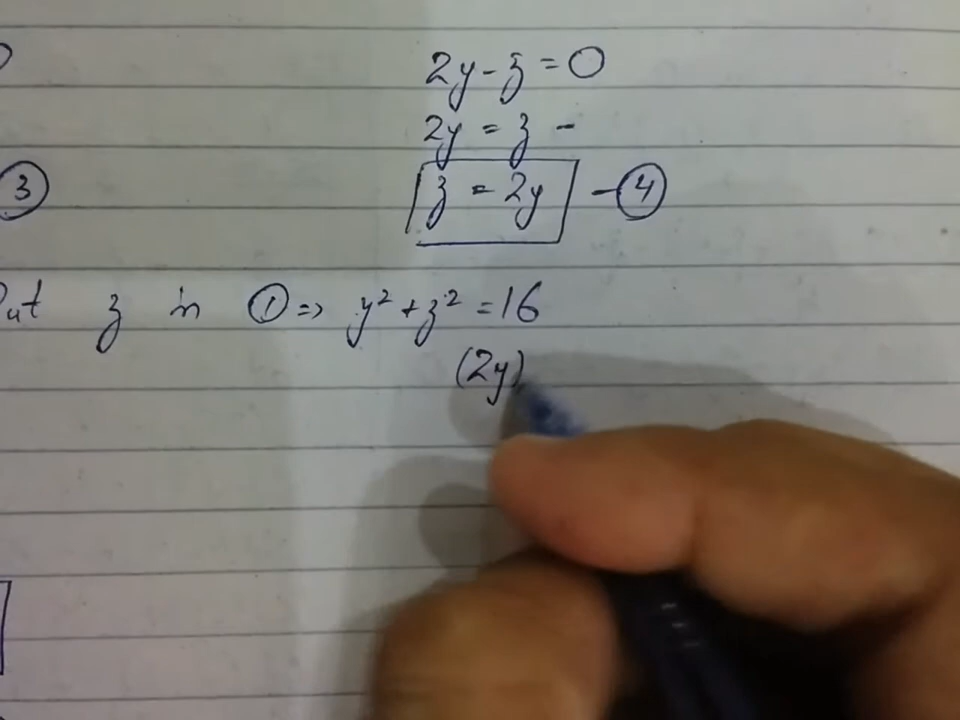 2y - z = 0
2y = z -
③ z = 2y - ④
Put z in ① => y² + z² = 16
(2y)